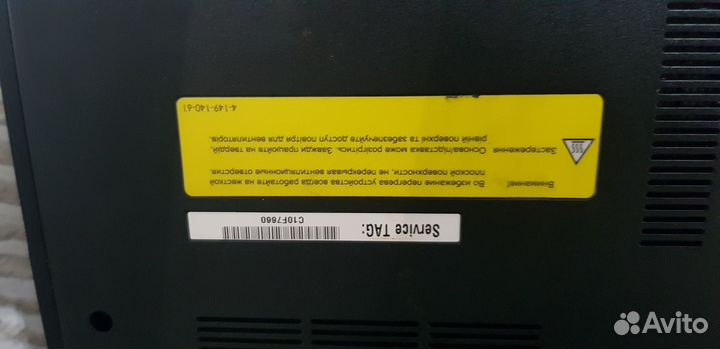 Service TAG:
C10F7860
Внимание!
Во избежание перегрева устройства всегда работайте на жесткой
плоской поверхности, не перекрывая вентиляционные отверстия.
Застереження
Основа/підставка може розігрітись. Завжди працюйте на твердій,
рівній поверхні та забезпечуйте доступ повітря для вентиляторів.
4-149-140-61
Avito